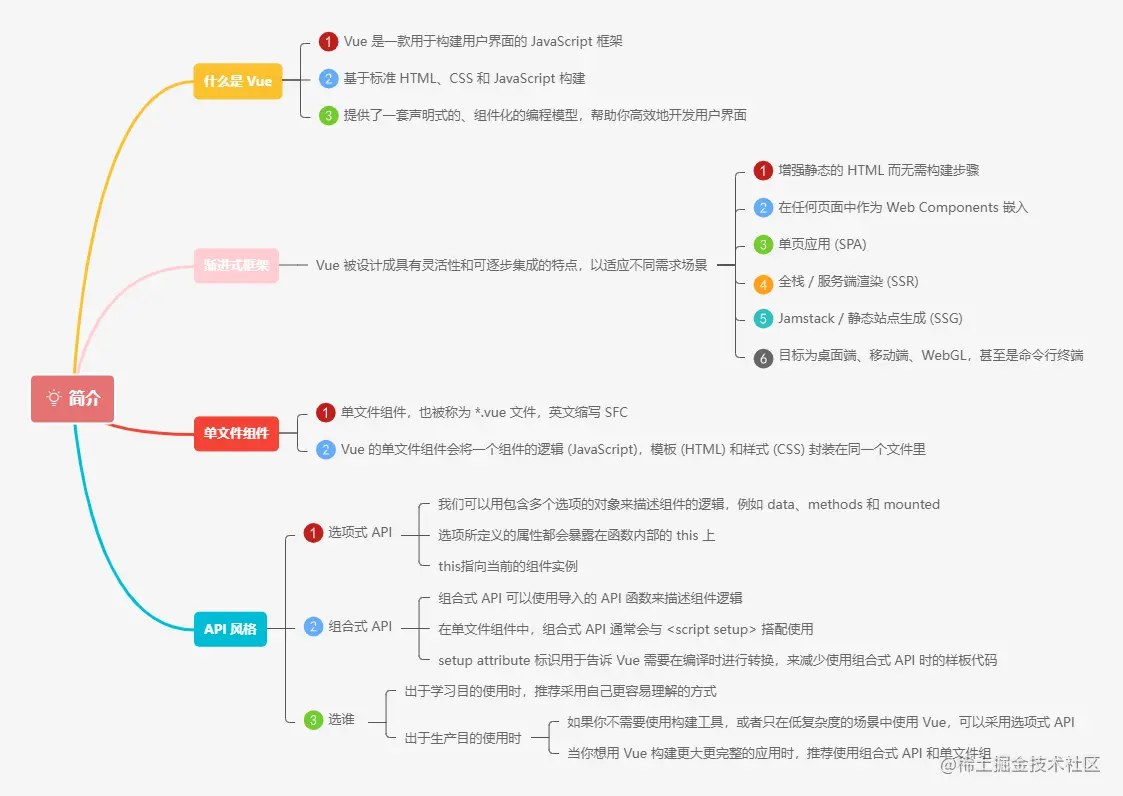 简介
什么是 Vue
1 Vue 是一款用于构建用户界面的 JavaScript 框架
2 基于标准 HTML、CSS 和 JavaScript 构建
3 提供了一套声明式的、组件化的编程模型，帮助你高效地开发用户界面
渐进式框架
Vue 被设计成具有灵活性和可逐步集成的特点，以适应不同需求场景
1 增强静态的 HTML 而无需构建步骤
2 在任何页面中作为 Web Components 嵌入
3 单页应用 (SPA)
4 全栈 / 服务端渲染 (SSR)
5 Jamstack / 静态站点生成 (SSG)
6 目标为桌面端、移动端、WebGL，甚至是命令行终端
单文件组件
1 单文件组件，也被称为 *.vue 文件，英文缩写 SFC
2 Vue 的单文件组件会将一个组件的逻辑 (JavaScript)，模板 (HTML) 和样式 (CSS) 封装在同一个文件里
API 风格
1 选项式 API
我们可以用包含多个选项的对象来描述组件的逻辑，例如 data、methods 和 mounted
选项所定义的属性都会暴露在函数内部的 this 上
this指向当前的组件实例
2 组合式 API
组合式 API 可以使用导入的 API 函数来描述组件逻辑
在单文件组件中，组合式 API 通常会与 <script setup> 搭配使用
setup attribute 标识用于告诉 Vue 需要在编译时进行转换，来减少使用组合式 API 时的样板代码
3 选谁
出于学习目的使用时，推荐采用自己更容易理解的方式
出于生产目的使用时
如果你不需要使用构建工具，或者只在低复杂度的场景中使用 Vue，可以采用选项式 API
当你想用 Vue 构建更大更完整的应用时，推荐使用组合式 API 和单文件组
@稀土掘金技术社区